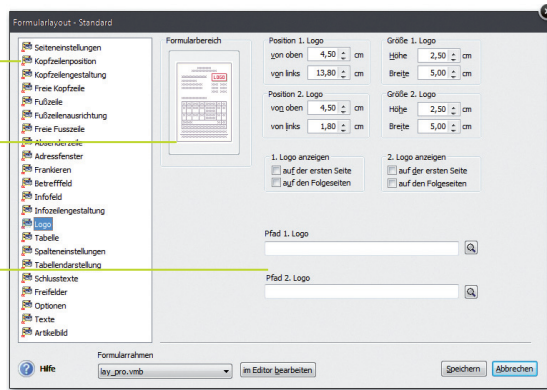 Formularlayout - Standard
Seiteneinstellungen
Kopfzeilenposition
Kopfzeilengestaltung
Freie Kopfzeile
Fußzeile
Fußzeilenausrichtung
Freie Fusszeile
Absenderzeile
Adressfenster
Frankieren
Betrefffeld
Infofeld
Infozeilengestaltung
Logo
Tabelle
Spalteneinstellungen
Tabellendarstellung
Schlusstexte
Freifelder
Optionen
Texte
Artikelbild
Formularbereich
LOGO
Position 1. Logo
von oben 4,50 cm
von links 13,80 cm
Größe 1. Logo
Höhe 2,50 cm
Breite 5,00 cm
Position 2. Logo
von oben 4,50 cm
von links 1,80 cm
Größe 2. Logo
Höhe 2,50 cm
Breite 5,00 cm
1. Logo anzeigen
auf der ersten Seite
auf den Folgeseiten
2. Logo anzeigen
auf der ersten Seite
auf den Folgeseiten
Pfad 1. Logo
Pfad 2. Logo
Hilfe
Formularrahmen
lay_pro.vmb
im Editor bearbeiten
Speichern
Abbrechen